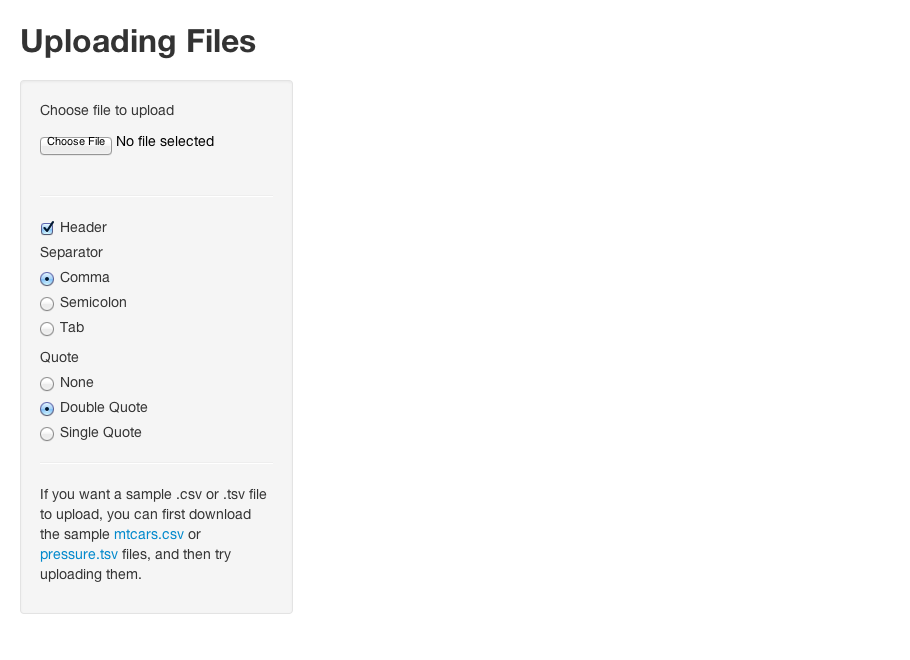 Uploading Files
Choose file to upload
Choose File No file selected
Header
Separator
Comma
Semicolon
Tab
Quote
None
Double Quote
Single Quote
If you want a sample .csv or .tsv file
to upload, you can first download
the sample mtcars.csv or
pressure.tsv files, and then try
uploading them.